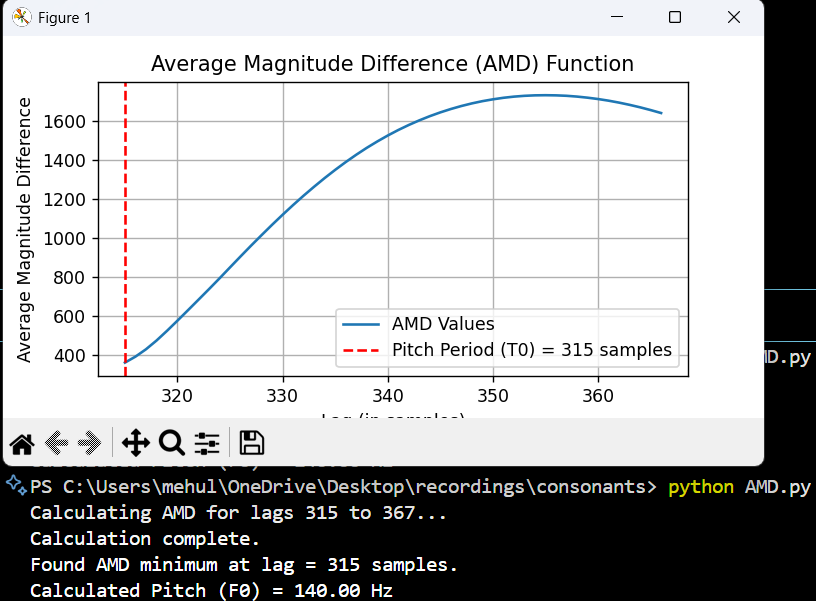 Figure 1
Average Magnitude Difference (AMD) Function
Average Magnitude Difference
1600
1400
1200
1000
800
600
400
AMD Values
Pitch Period (T0) = 315 samples
320 330 340 350 360
Lag (in samples)
MD.py
PS C:\Users\mehul\OneDrive\Desktop\recordings\consonants> python AMD.py
Calculating AMD for lags 315 to 367...
Calculation complete.
Found AMD minimum at lag = 315 samples.
Calculated Pitch (F0) = 140.00 Hz